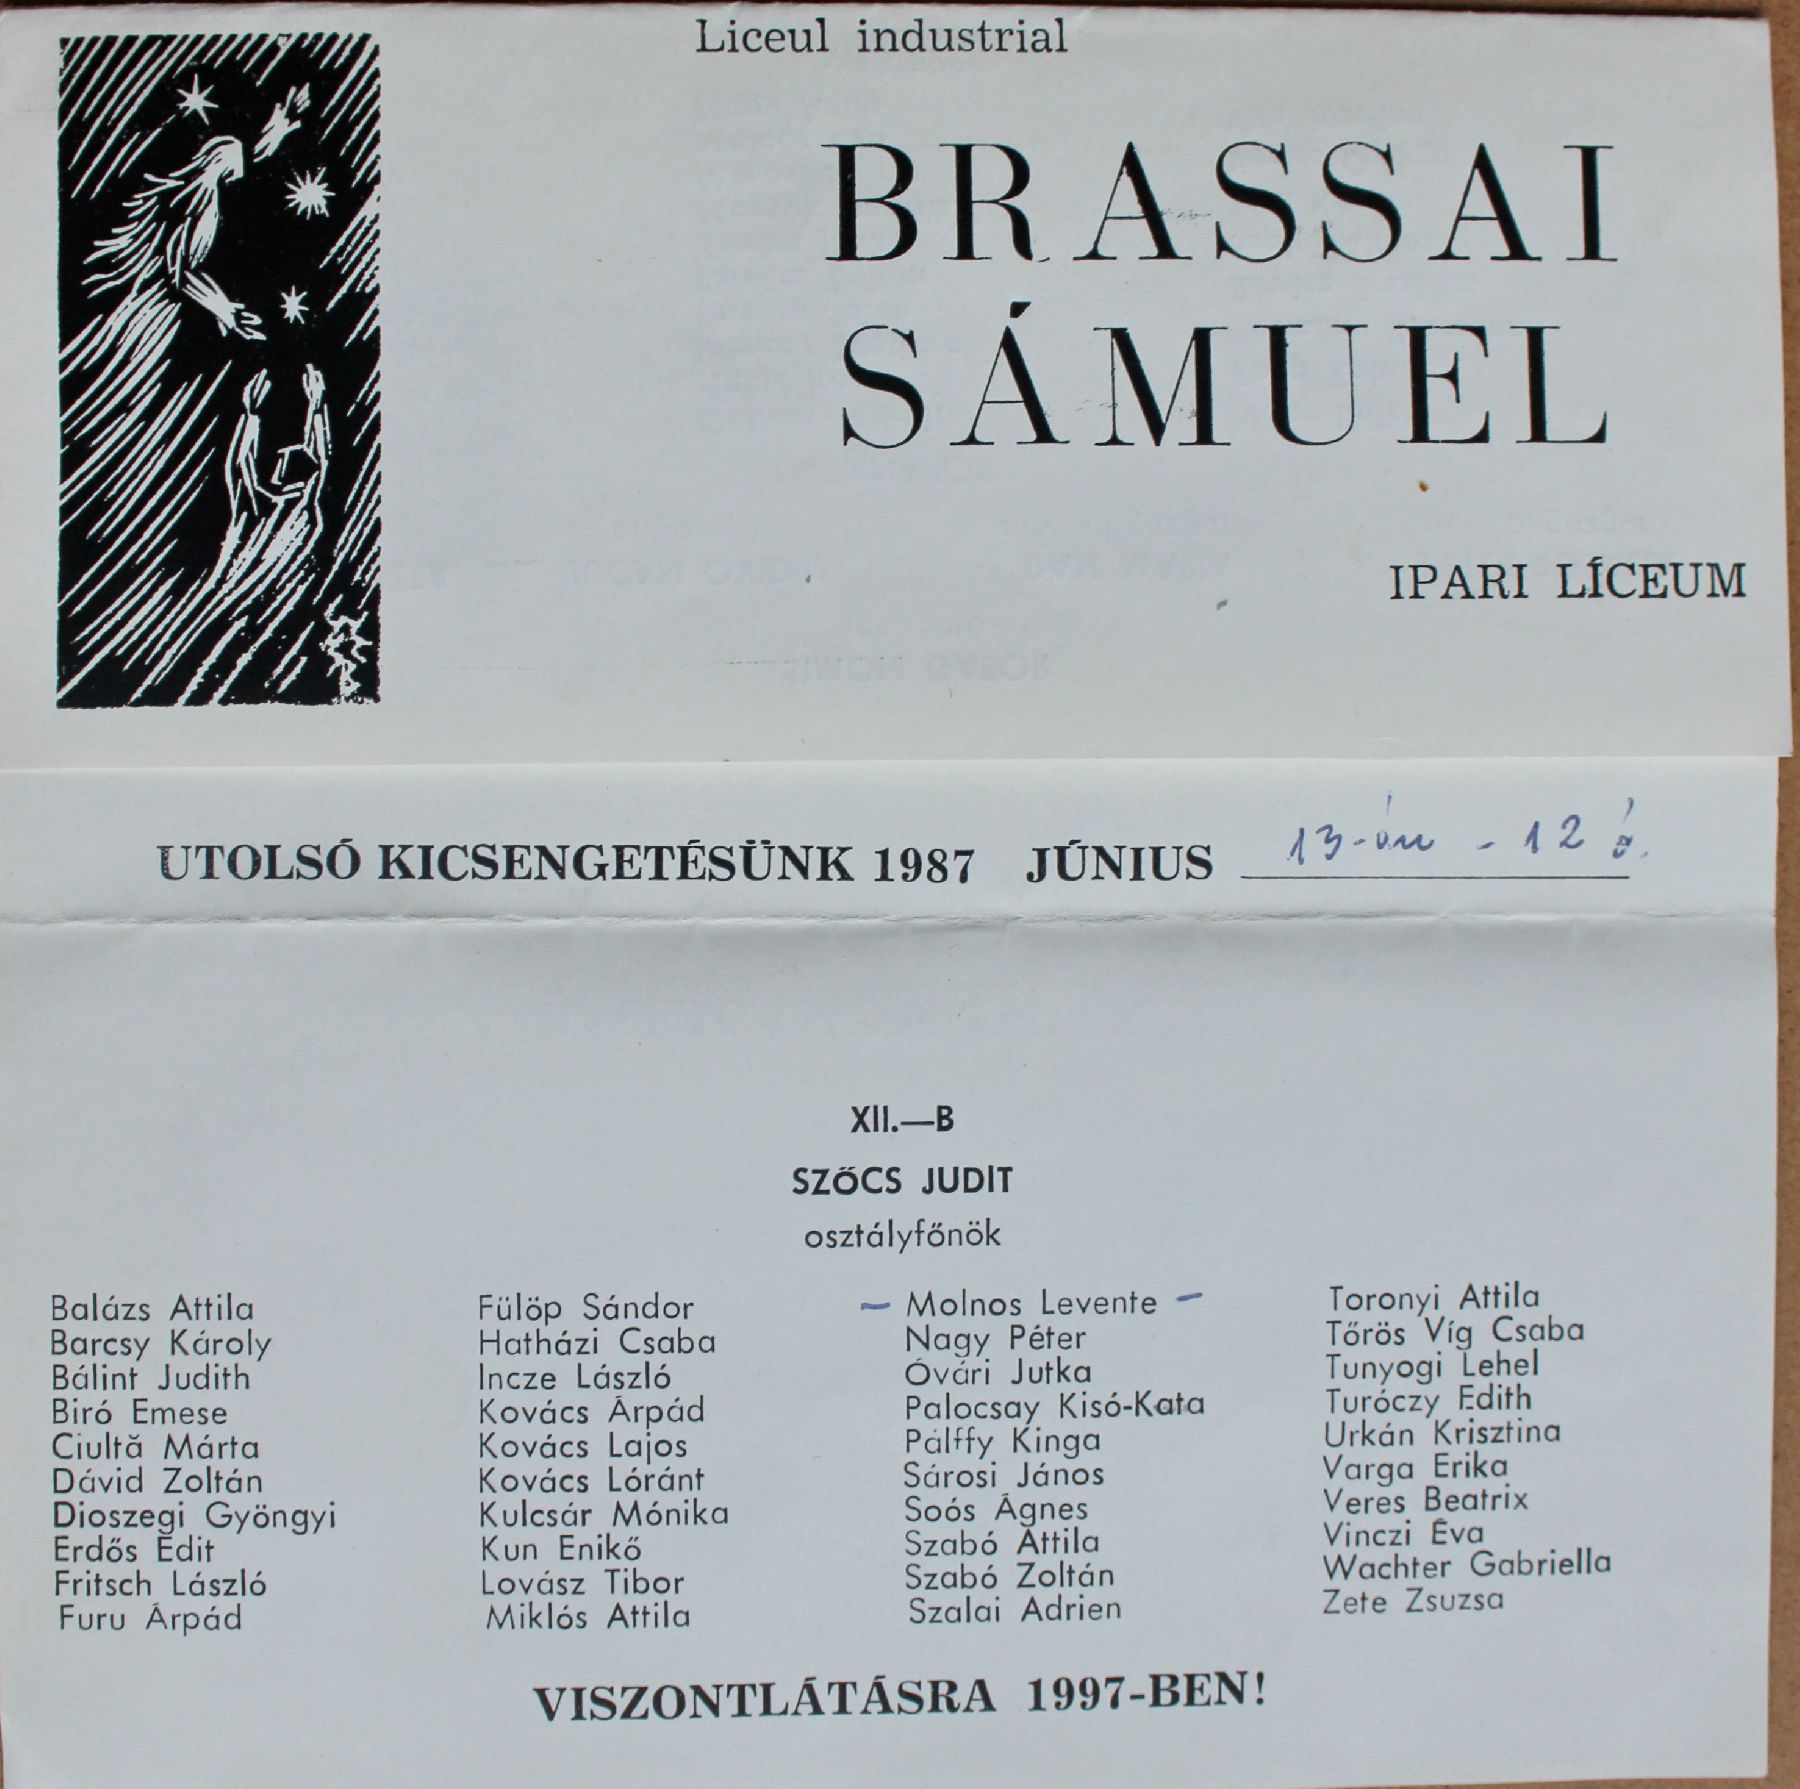 Liceul industrial
BRASSAI
SÁMUEL
IPARI LÍCEUM
UTOLSÓ KICSENGETÉSÜNK 1987 JÚNIUS 13-án - 12 ó.
XII.—B
SZŐCS JUDIT
osztályfőnök
Balázs Attila
Barcsy Károly
Bálint Judith
Biró Emese
Ciultă Márta
Dávid Zoltán
Dioszegi Gyöngyi
Erdős Edit
Fritsch László
Furu Árpád
Fülöp Sándor
Hatházi Csaba
Incze László
Kovács Árpád
Kovács Lajos
Kovács Lóránt
Kulcsár Mónika
Kun Enikő
Lovász Tibor
Miklós Attila
- Molnos Levente -
Nagy Péter
Óvári Jutka
Palocsay Kisó-Kata
Pálffy Kinga
Sárosi János
Soós Ágnes
Szabó Attila
Szabó Zoltán
Szalai Adrien
Toronyi Attila
Tőrös Víg Csaba
Tunyogi Lehel
Turóczy Edith
Urkán Krisztina
Varga Erika
Veres Beatrix
Vinczi Éva
Wachter Gabriella
Zete Zsuzsa
VISZONTLÁTÁSRA 1997-BEN!